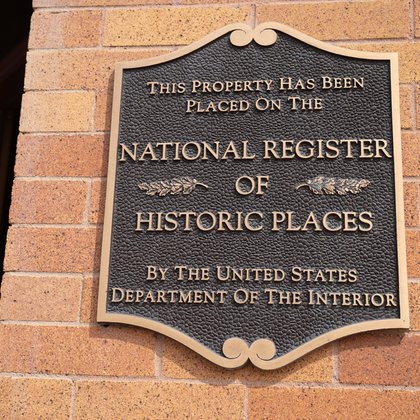 This Property Has Been
Placed On The
NATIONAL REGISTER
OF
HISTORIC PLACES
By The United States
Department Of The Interior